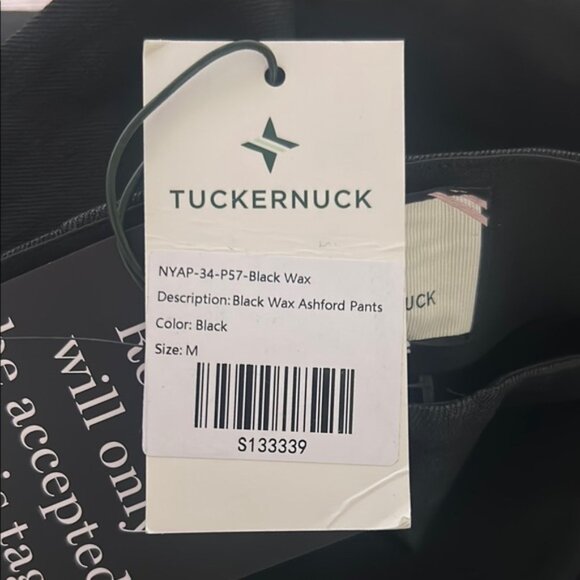 TUCKERNUCK
NYAP-34-P57-Black Wax
Description: Black Wax Ashford Pants
Color: Black
Size: M
S133339
UCK
will only
be accepted